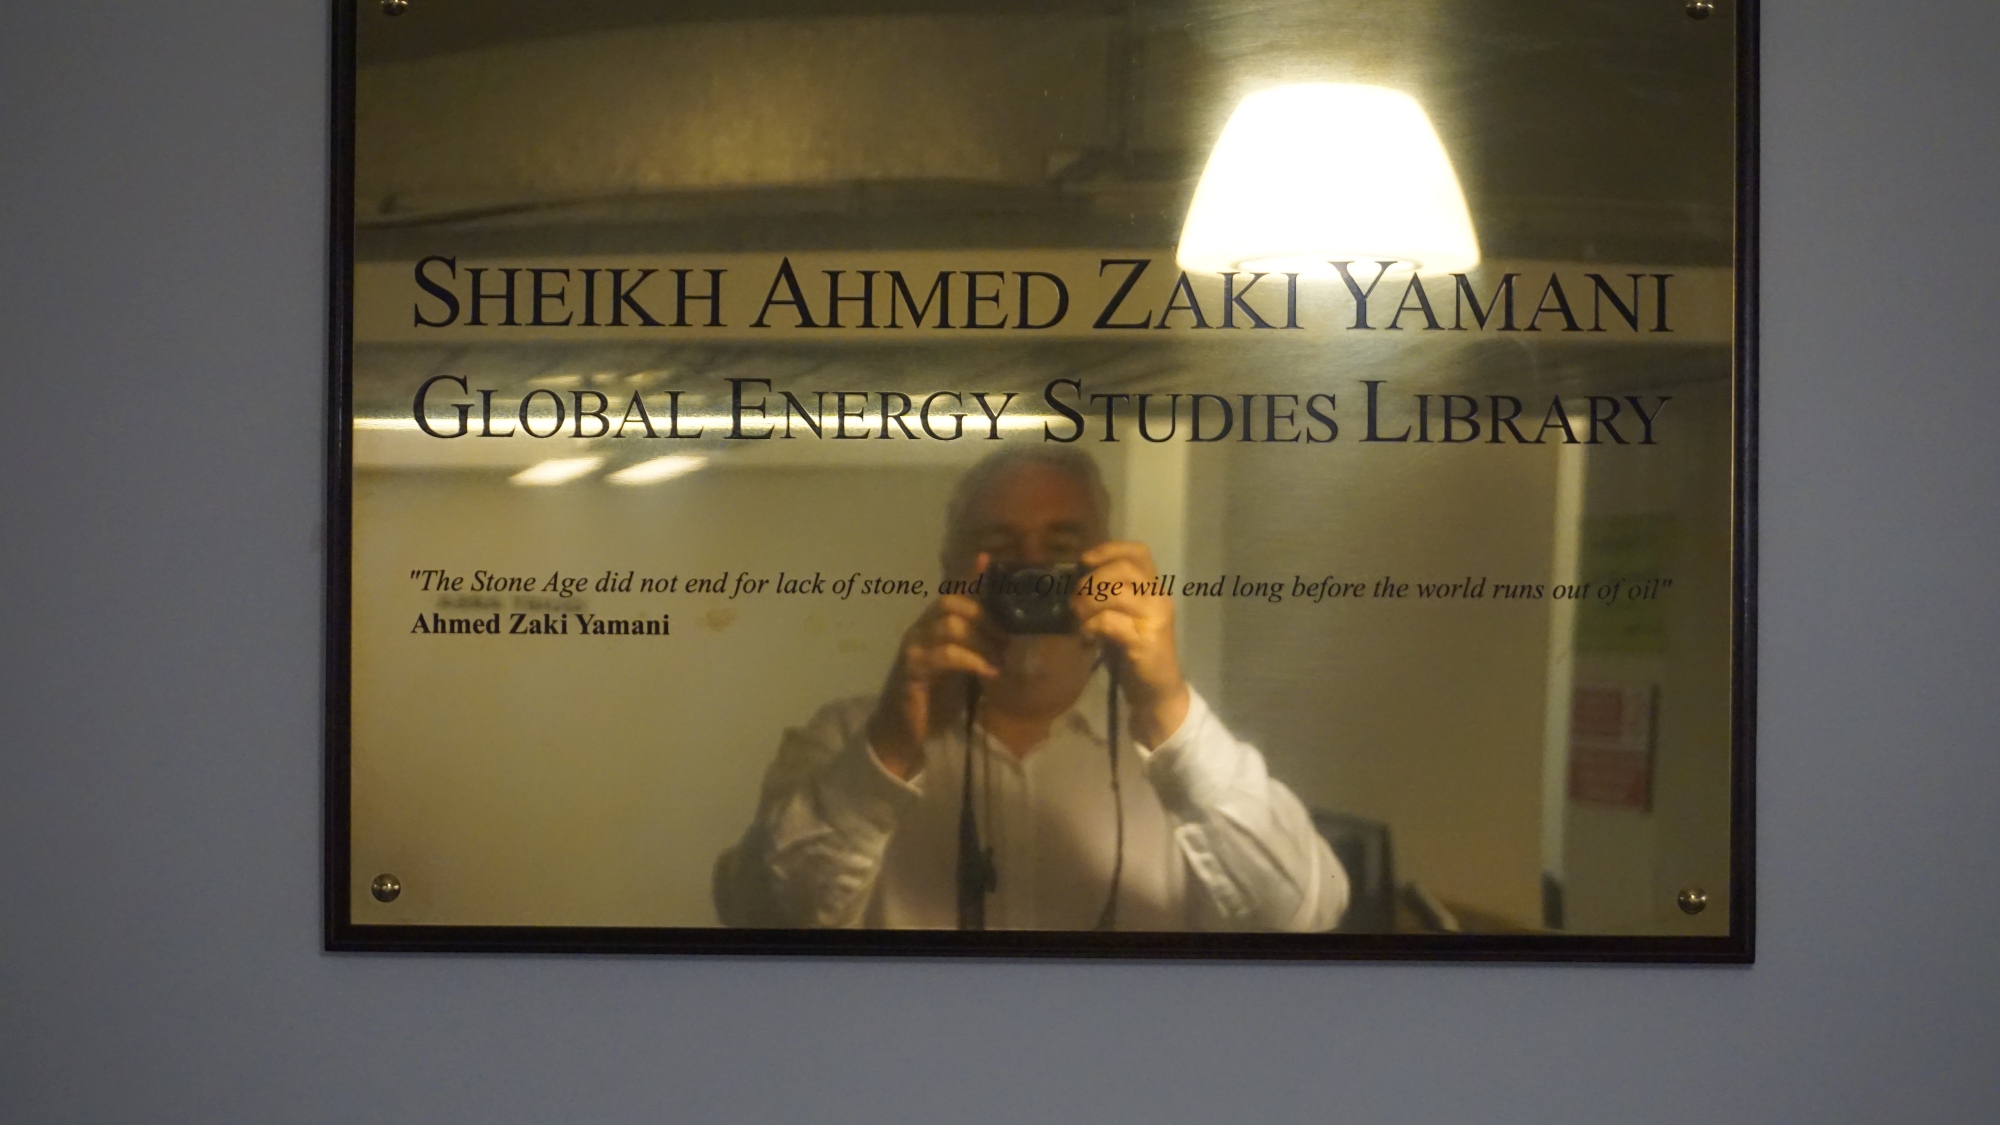 SHEIKH AHMED ZAKI YAMANI
GLOBAL ENERGY STUDIES LIBRARY
"The Stone Age did not end for lack of stone, and the Oil Age will end long before the world runs out of oil"
Ahmed Zaki Yamani